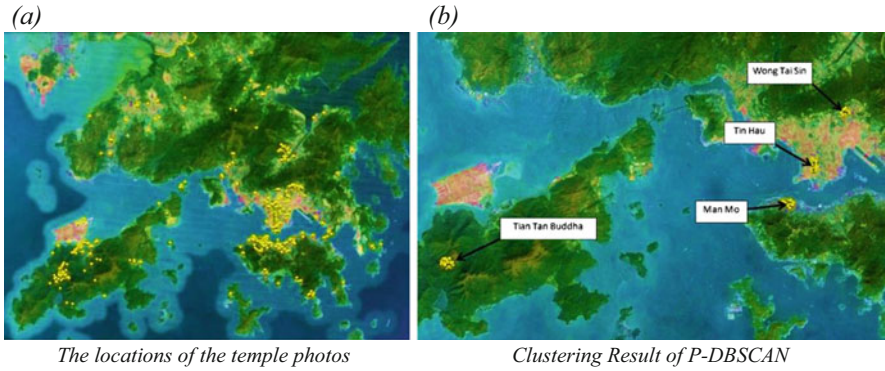 (a)
(b)
Wong Tai Sin
Tin Hau
Man Mo
Tian Tan Buddha
The locations of the temple photos
Clustering Result of P-DBSCAN